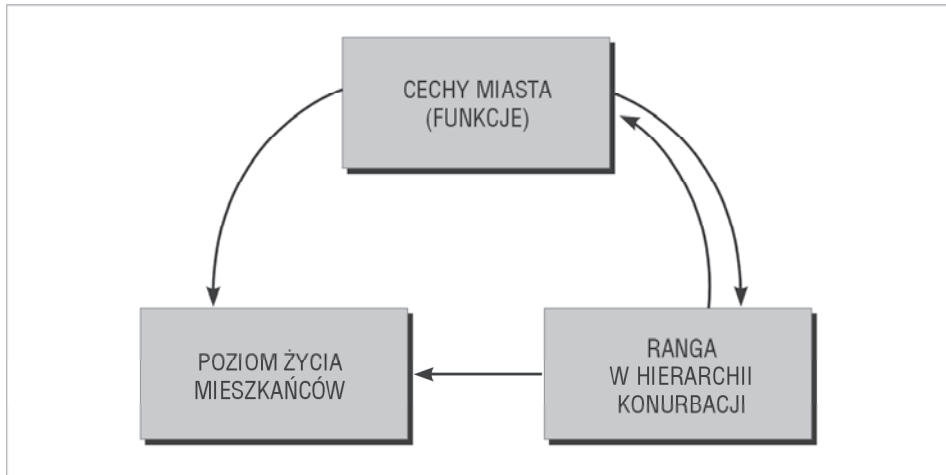 CECHY MIASTA
(FUNKCJE)
POZIOM ŻYCIA
MIESZKAŃCÓW
RANGA
W HIERARCHII
KONURBACJI